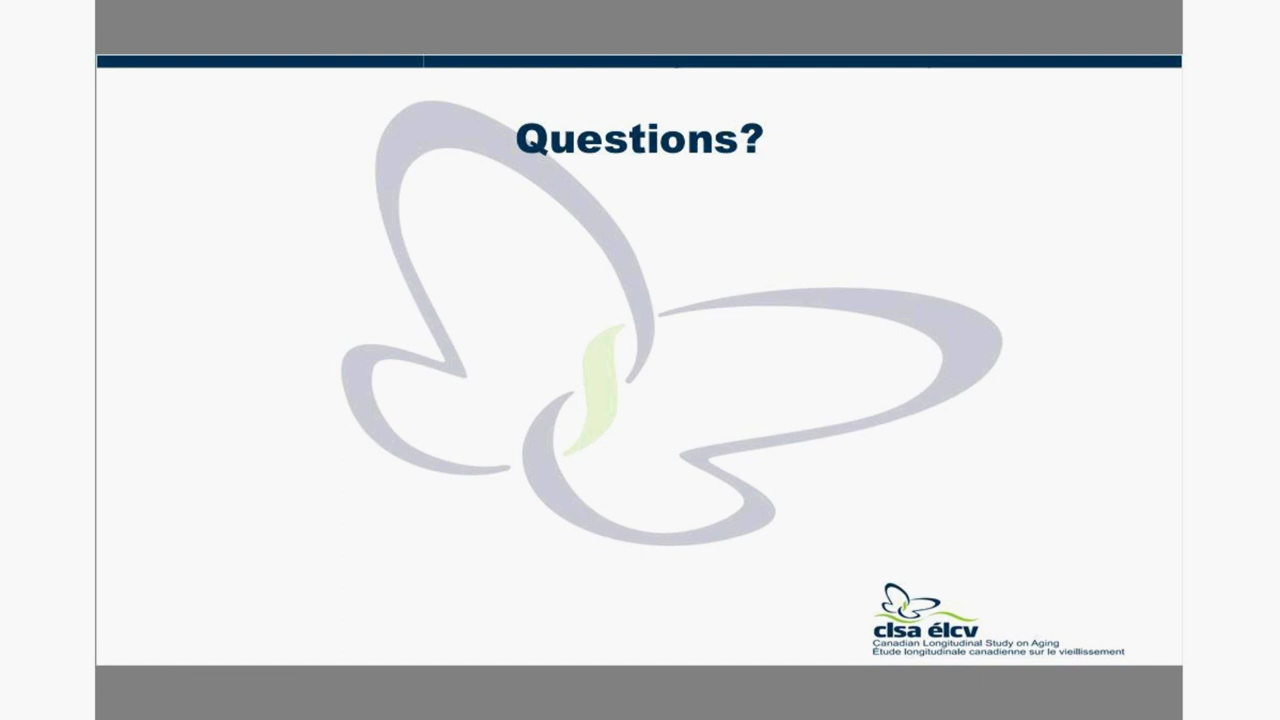 Questions?
clsa élcv
Canadian Longitudinal Study on Aging
Étude longitudinale canadienne sur le vieillissement